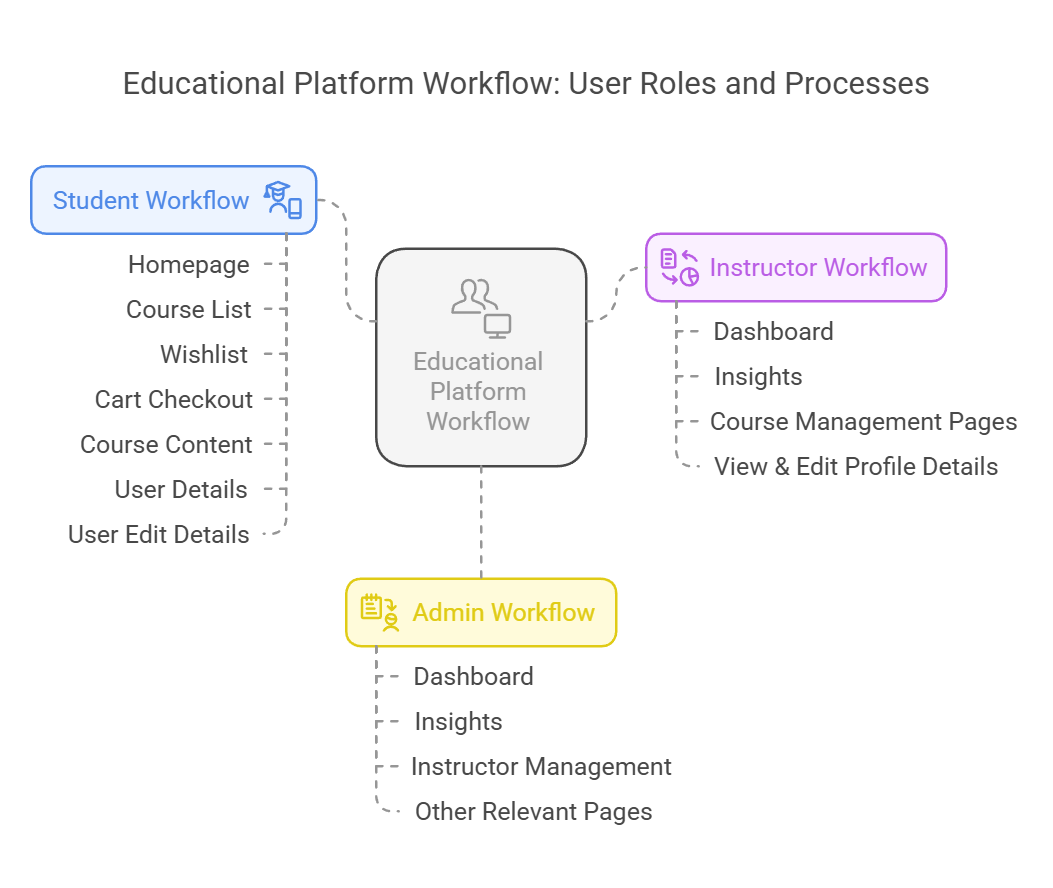 Educational Platform Workflow: User Roles and Processes
Student Workflow
Homepage
Course List
Wishlist
Cart Checkout
Course Content
User Details
User Edit Details
Educational
Platform
Workflow
Instructor Workflow
Dashboard
Insights
Course Management Pages
View & Edit Profile Details
Admin Workflow
Dashboard
Insights
Instructor Management
Other Relevant Pages